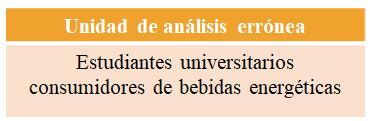 Unidad de análisis errónea
Estudiantes universitarios
consumidores de bebidas energéticas